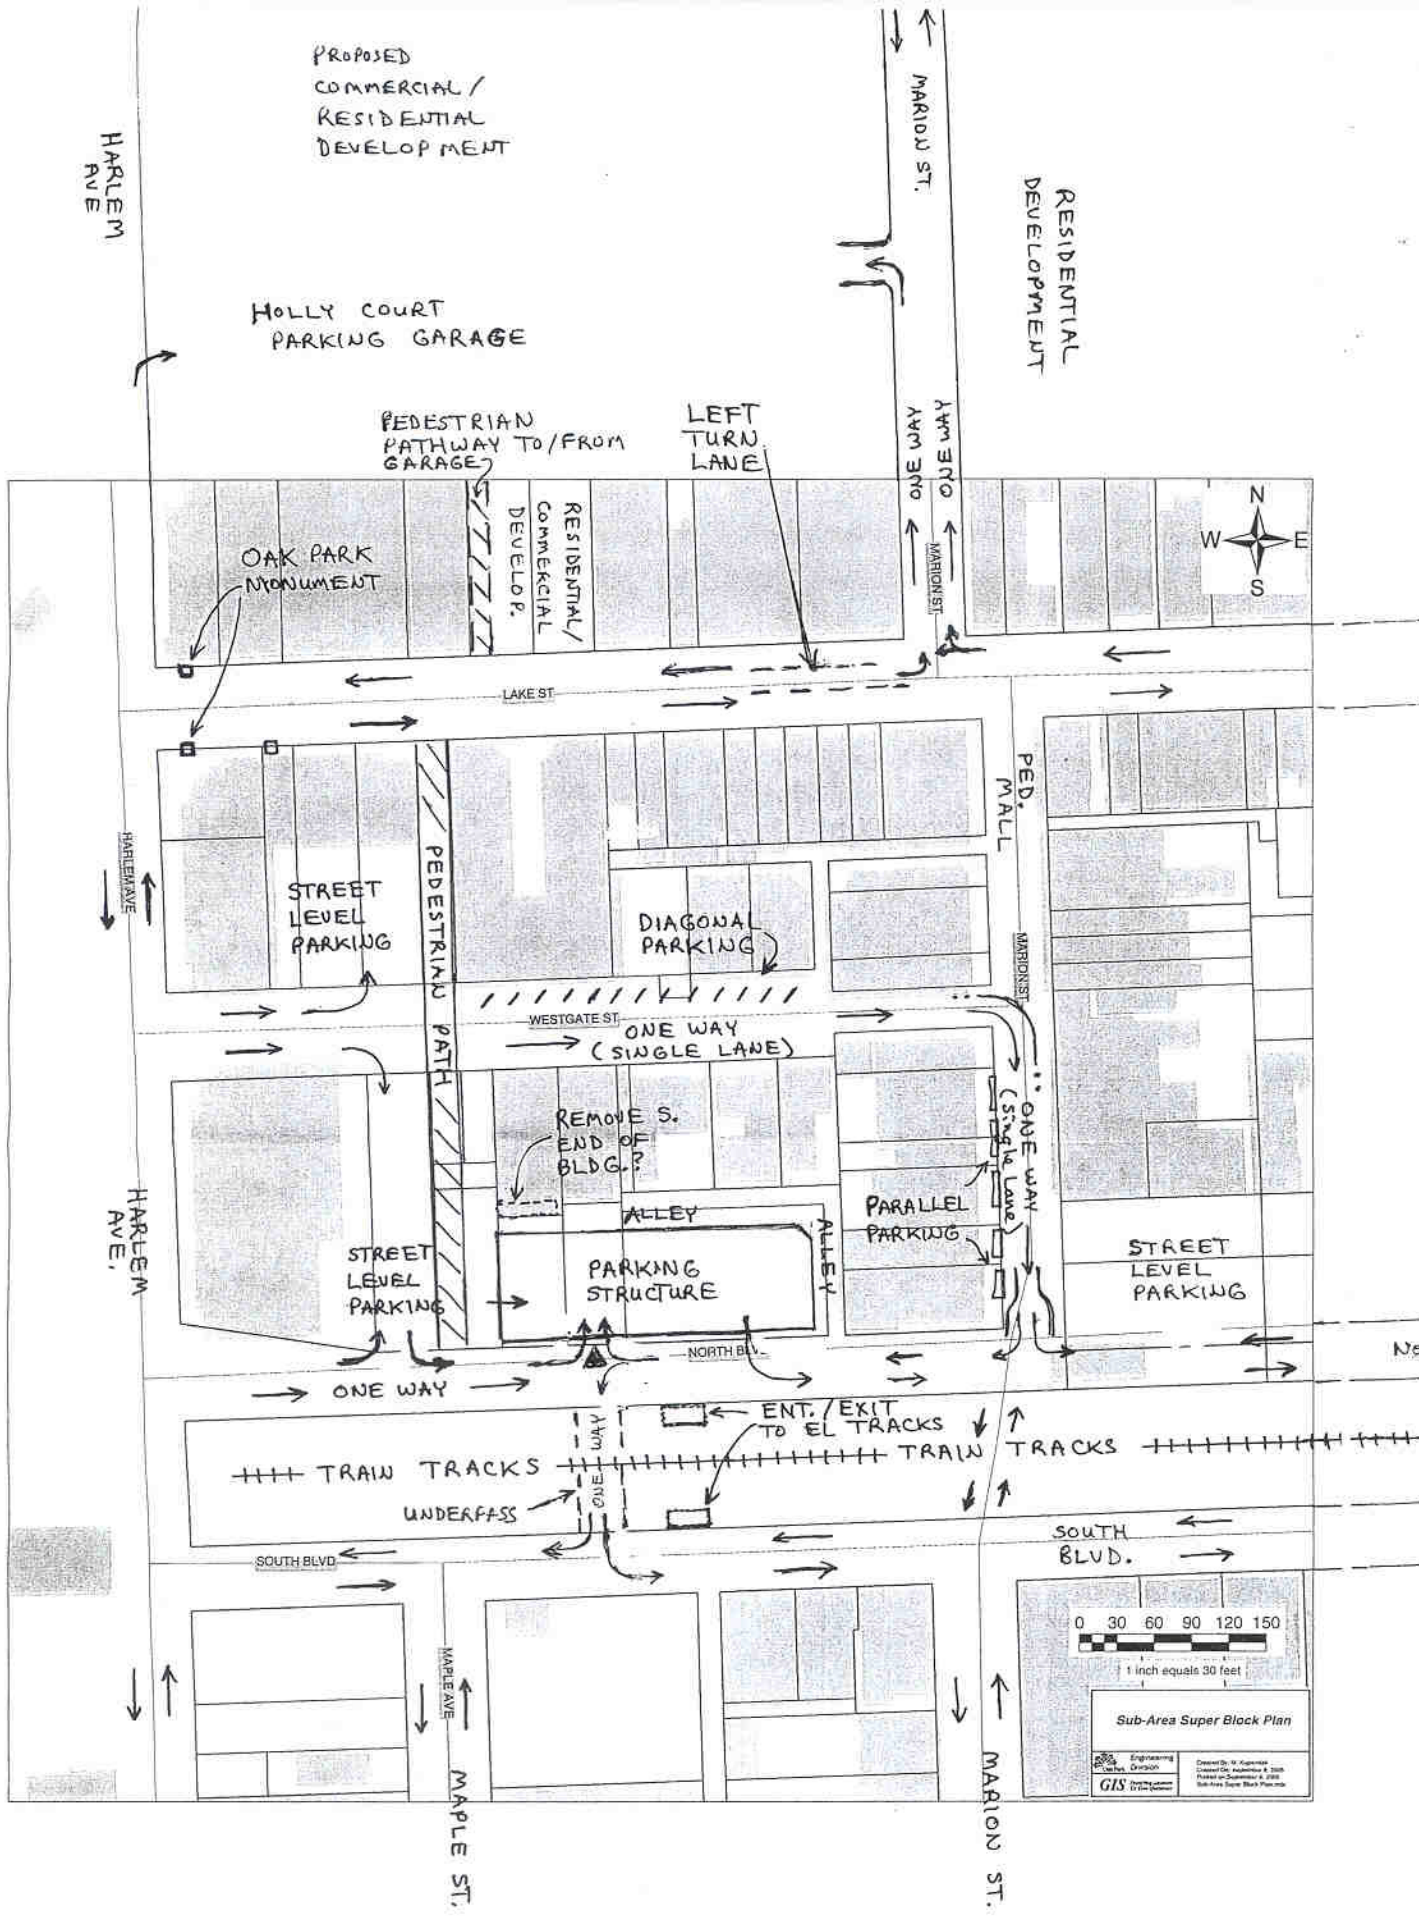 PROPOSED
COMMERCIAL /
RESIDENTIAL
DEVELOPMENT
MARION ST.
HARLEM
AVE
RESIDENTIAL
DEVELOPMENT
HOLLY COURT
PARKING GARAGE
PEDESTRIAN
PATHWAY TO/FROM
GARAGE
LEFT
TURN
LANE
ONE WAY
ONE WAY
N
W E
S
OAK PARK
MONUMENT
RESIDENTIAL/
COMMERCIAL
DEVELOP.
MARION ST.
LAKE ST
PED.
MALL
HARLEM AVE
STREET
LEVEL
PARKING
PEDESTRIAN PATH
DIAGONAL
PARKING
MARION ST.
WESTGATE ST.
ONE WAY
(SINGLE LANE)
REMOVE S.
END OF
BLDG.?
ONE WAY
(Single Lane)
HARLEM
AVE.
ALLEY
ALLEY
PARALLEL
PARKING
STREET
LEVEL
PARKING
PARKING
STRUCTURE
STREET
LEVEL
PARKING
NORTH BLV
No
ONE WAY
ENT. / EXIT
TO EL TRACKS
TRAIN TRACKS
TRAIN TRACKS
ONE WAY
UNDERPASS
SOUTH BLVD
SOUTH
BLVD.
0 30 60 90 120 150
1 inch equals 30 feet
MAPLE AVE
Sub-Area Super Block Plan
Engineering
Division
GIS
MAPLE ST.
MARION ST.